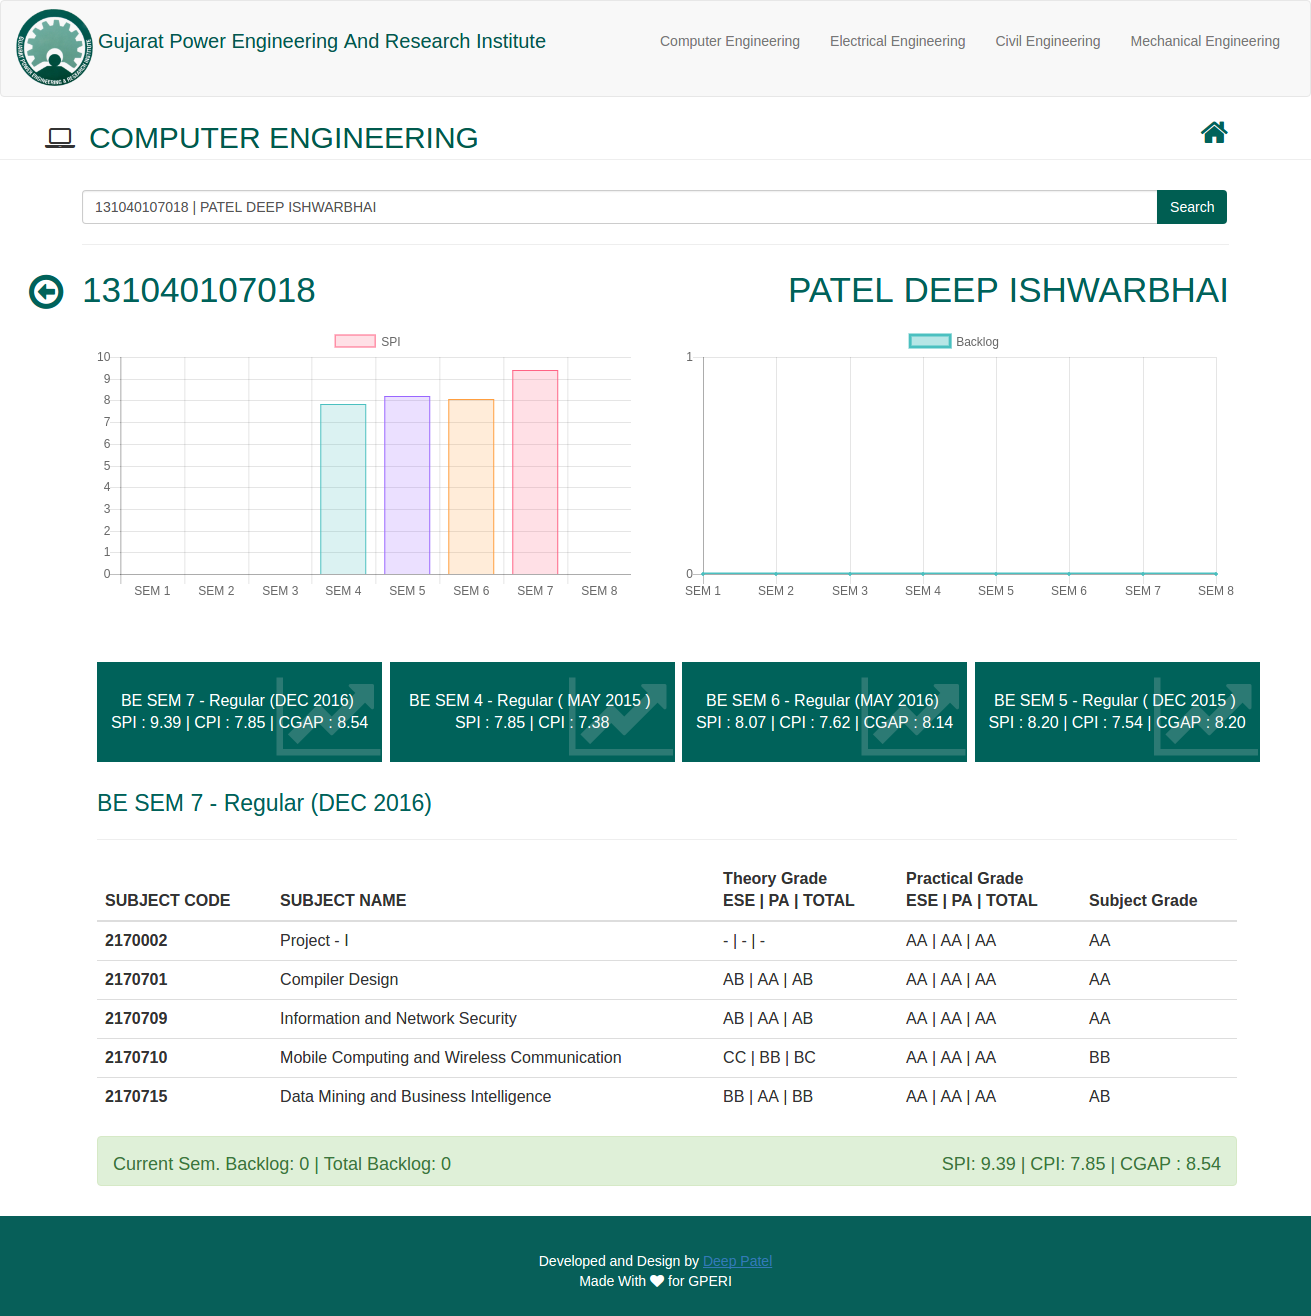 Gujarat Power Engineering And Research Institute
Computer Engineering
Electrical Engineering
Civil Engineering
Mechanical Engineering
GUJARAT POWER ENGINEERING & RESEARCH INSTITUTE
COMPUTER ENGINEERING
131040107018 | PATEL DEEP ISHWARBHAI
Search
131040107018
PATEL DEEP ISHWARBHAI
SPI
10
9
8
7
6
5
4
3
2
1
0
SEM 1 SEM 2 SEM 3 SEM 4 SEM 5 SEM 6 SEM 7 SEM 8
Backlog
1
0
SEM 1 SEM 2 SEM 3 SEM 4 SEM 5 SEM 6 SEM 7 SEM 8
BE SEM 7 - Regular (DEC 2016)
SPI : 9.39 | CPI : 7.85 | CGAP : 8.54
BE SEM 4 - Regular ( MAY 2015 )
SPI : 7.85 | CPI : 7.38
BE SEM 6 - Regular (MAY 2016)
SPI : 8.07 | CPI : 7.62 | CGAP : 8.14
BE SEM 5 - Regular ( DEC 2015 )
SPI : 8.20 | CPI : 7.54 | CGAP : 8.20
BE SEM 7 - Regular (DEC 2016)
Theory Grade Practical Grade
SUBJECT CODE SUBJECT NAME ESE | PA | TOTAL ESE | PA | TOTAL Subject Grade
2170002 Project - I - | - | - AA | AA | AA AA
2170701 Compiler Design AB | AA | AB AA | AA | AA AA
2170709 Information and Network Security AB | AA | AB AA | AA | AA AA
2170710 Mobile Computing and Wireless Communication CC | BB | BC AA | AA | AA BB
2170715 Data Mining and Business Intelligence BB | AA | BB AA | AA | AA AB
Current Sem. Backlog: 0 | Total Backlog: 0 SPI: 9.39 | CPI: 7.85 | CGAP : 8.54
Developed and Design by Deep Patel
Made With ♥ for GPERI